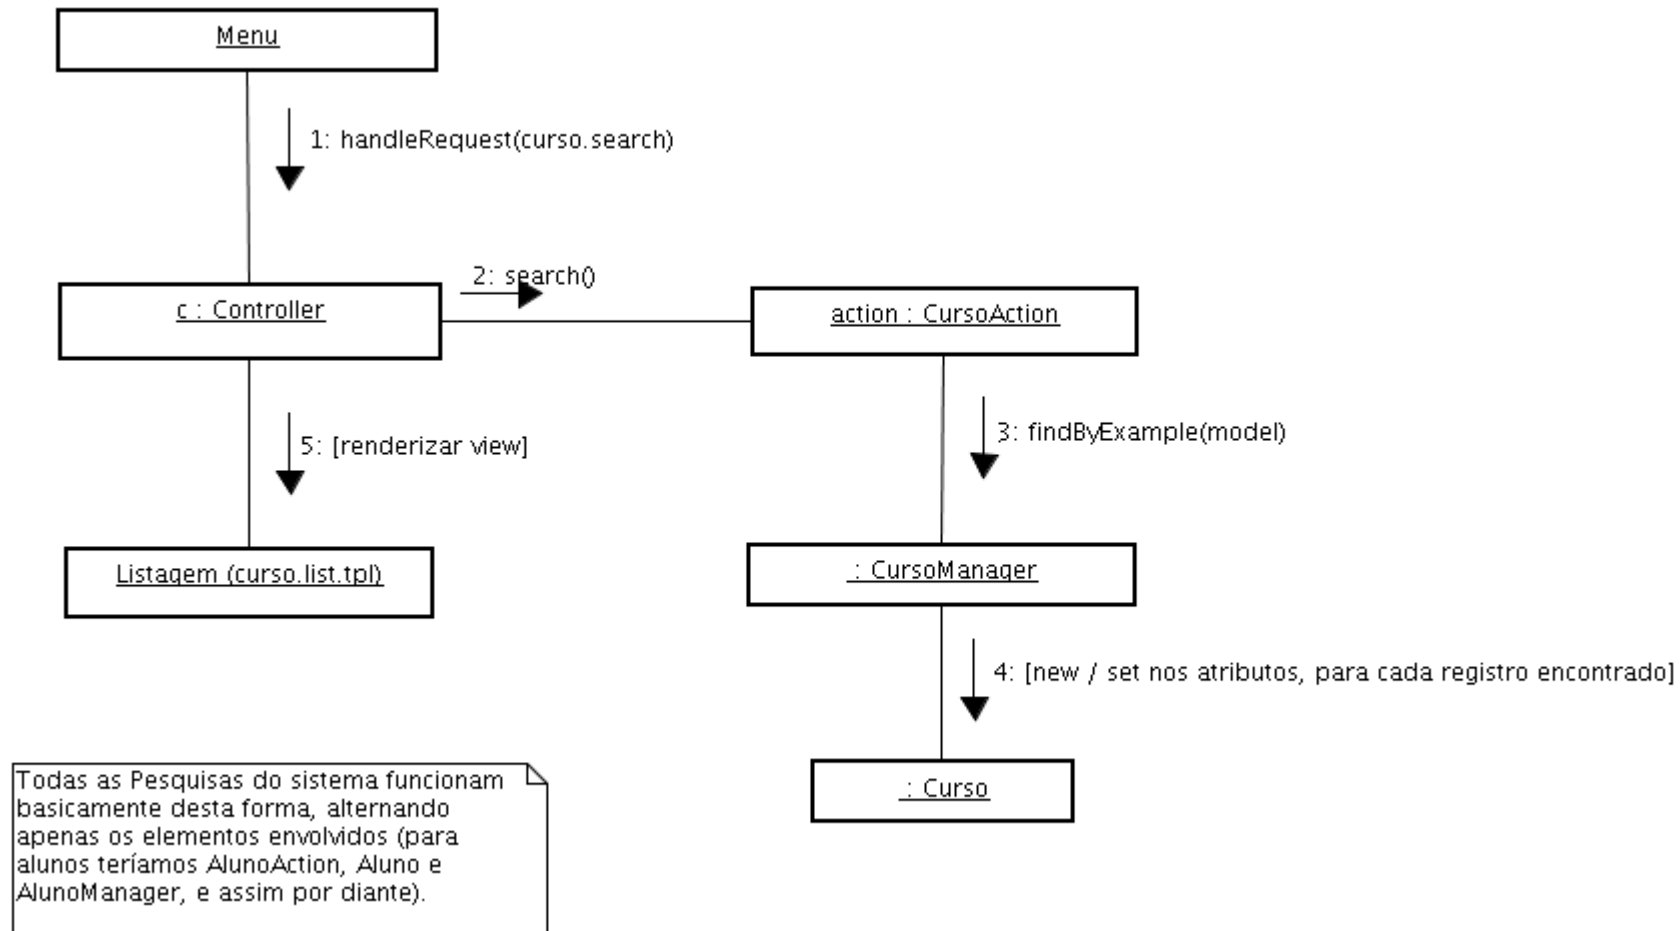 Menu
1: handleRequest(curso.search)
2: search()
c : Controller
action : CursoAction
3: findByExample(model)
5: [renderizar view]
: CursoManager
Listagem (curso.list.tpl)
4: [new / set nos atributos, para cada registro encontrado]
: Curso
Todas as Pesquisas do sistema funcionam
basicamente desta forma, alternando
apenas os elementos envolvidos (para
alunos teríamos AlunoAction, Aluno e
AlunoManager, e assim por diante).